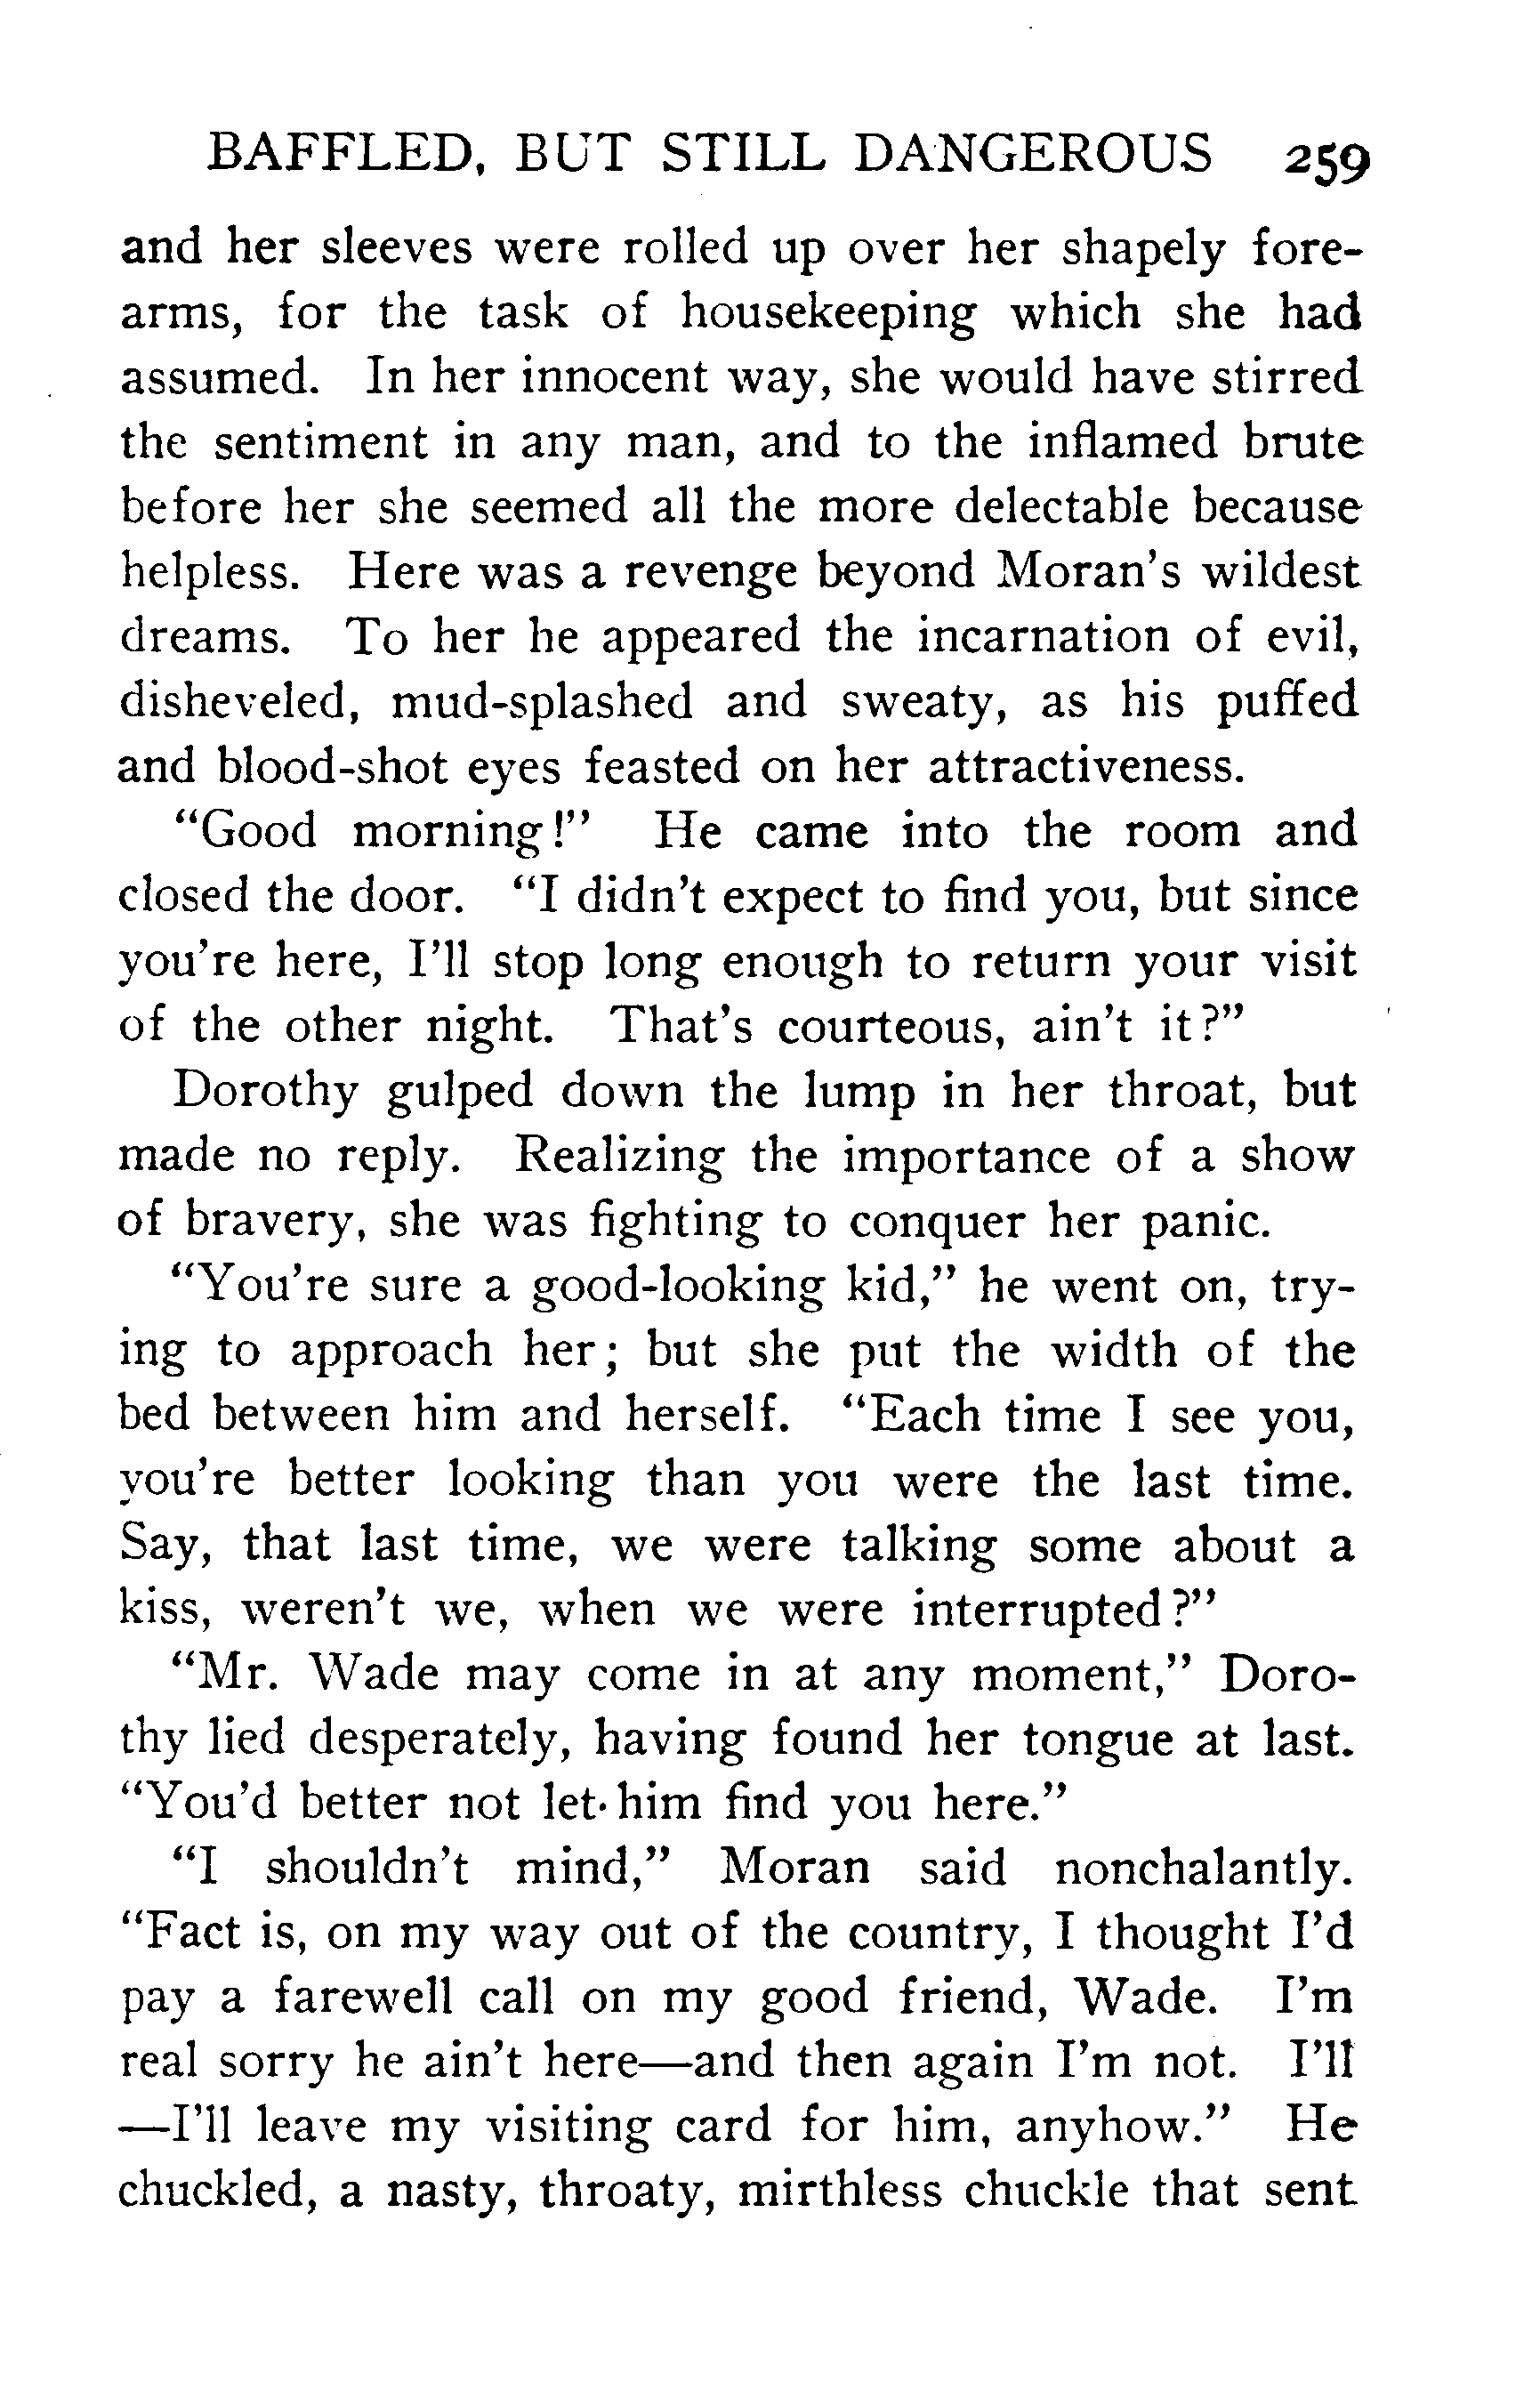 BAFFLED, BUT STILL DANGEROUS 259
and her sleeves were rolled up over her shapely fore-
arms, for the task of housekeeping which she had
assumed. In her innocent way, she would have stirred
the sentiment in any man, and to the inflamed brute
before her she seemed all the more delectable because
helpless. Here was a revenge beyond Moran's wildest
dreams. To her he appeared the incarnation of evil,
disheveled, mud-splashed and sweaty, as his puffed
and blood-shot eyes feasted on her attractiveness.
"Good morning!" He came into the room and
closed the door. "I didn't expect to find you, but since
you're here, I'll stop long enough to return your visit
of the other night. That's courteous, ain't it?"
Dorothy gulped down the lump in her throat, but
made no reply. Realizing the importance of a show
of bravery, she was fighting to conquer her panic.
"You're sure a good-looking kid," he went on, try-
ing to approach her; but she put the width of the
bed between him and herself. "Each time I see you,
you're better looking than you were the last time.
Say, that last time, we were talking some about a
kiss, weren't we, when we were interrupted?"
"Mr. Wade may come in at any moment," Doro-
thy lied desperately, having found her tongue at last.
"You'd better not let him find you here."
"I shouldn't mind," Moran said nonchalantly.
"Fact is, on my way out of the country, I thought I'd
pay a farewell call on my good friend, Wade. I'm
real sorry he ain't here—and then again I'm not. I'll
—I'll leave my visiting card for him, anyhow." He
chuckled, a nasty, throaty, mirthless chuckle that sent